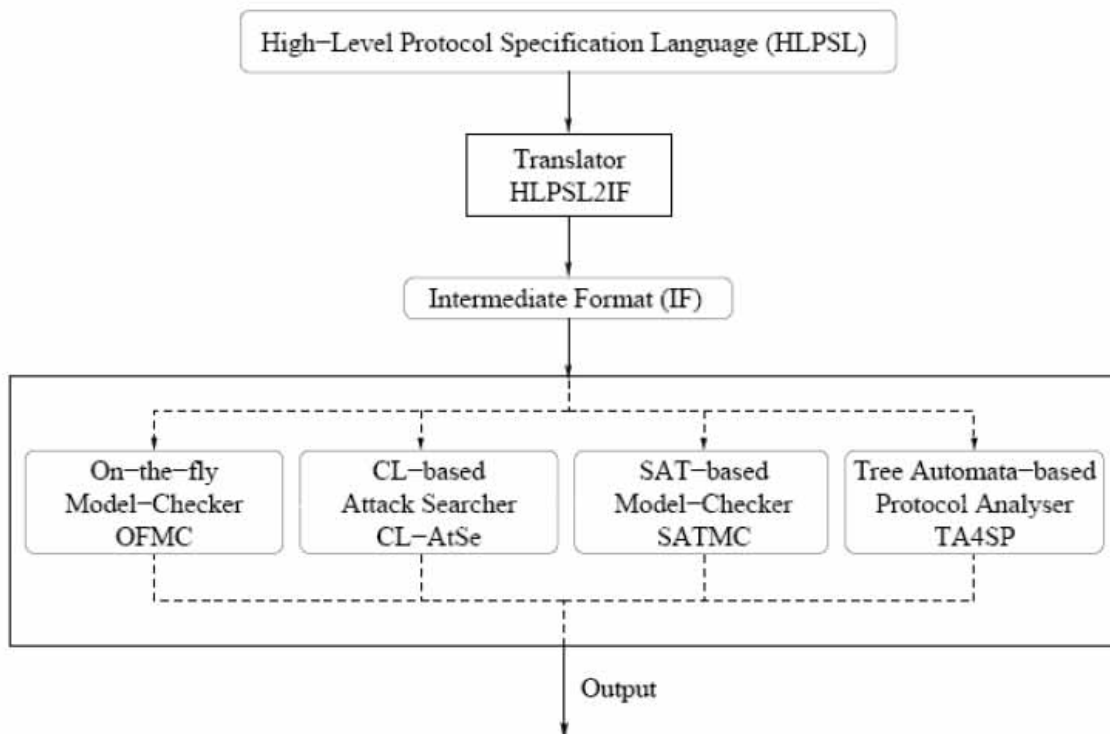 High−Level Protocol Specification Language (HLPSL)
Translator
HLPSL2IF
Intermediate Format (IF)
On−the−fly
Model−Checker
OFMC
CL−based
Attack Searcher
CL−AtSe
SAT−based
Model−Checker
SATMC
Tree Automata−based
Protocol Analyser
TA4SP
Output